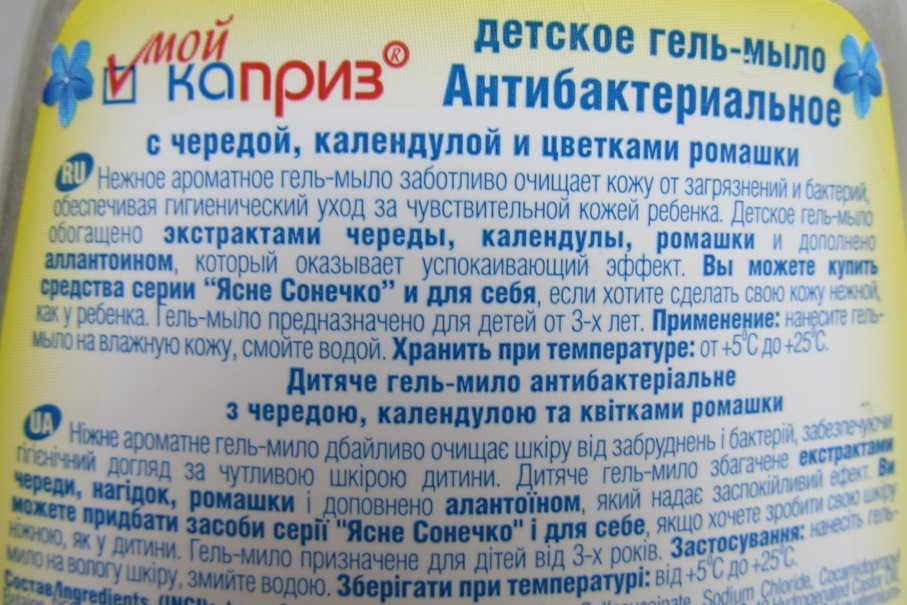 мой
каприз®
детское гель-мыло
Антибактериальное
с чередой, календулой и цветками ромашки
RU Нежное ароматное гель-мыло заботливо очищает кожу от загрязнений и бактерий,
обеспечивая гигиенический уход за чувствительной кожей ребенка. Детское гель-мыло
обогащено экстрактами череды, календулы, ромашки и дополнено
аллантоином, который оказывает успокаивающий эффект. Вы можете купить
средства серии “Ясне Сонечко” и для себя, если хотите сделать свою кожу нежной,
как у ребенка. Гель-мыло предназначено для детей от 3-х лет. Применение: нанесите гель-
мыло на влажную кожу, смойте водой. Хранить при температуре: от +5°С до +25°С.
Дитяче гель-мило антибактеріальне
з чередою, календулою та квітками ромашки
UA Ніжне ароматне гель-мило дбайливо очищає шкіру від забруднень і бактерій, забезпечуючи
гігієнічний догляд за чутливою шкірою дитини. Дитяче гель-мило збагачене екстрактами
череди, нагідок, ромашки і доповнено алантоїном, який надає заспокійливий ефект. Ви
можете придбати засоби серії "Ясне Сонечко" і для себе, якщо хочете зробити свою шкіру
ніжною, як у дитини. Гель-мило призначене для дітей від 3-х років. Застосування: нанесіть гель-
мило на вологу шкіру, змийте водою. Зберігати при температурі: від +5°С до +25°С.
Состав/Ingredients (INCI): Sodium Chloride, Cocamidopropyl
Hydrogenated Castor Oil